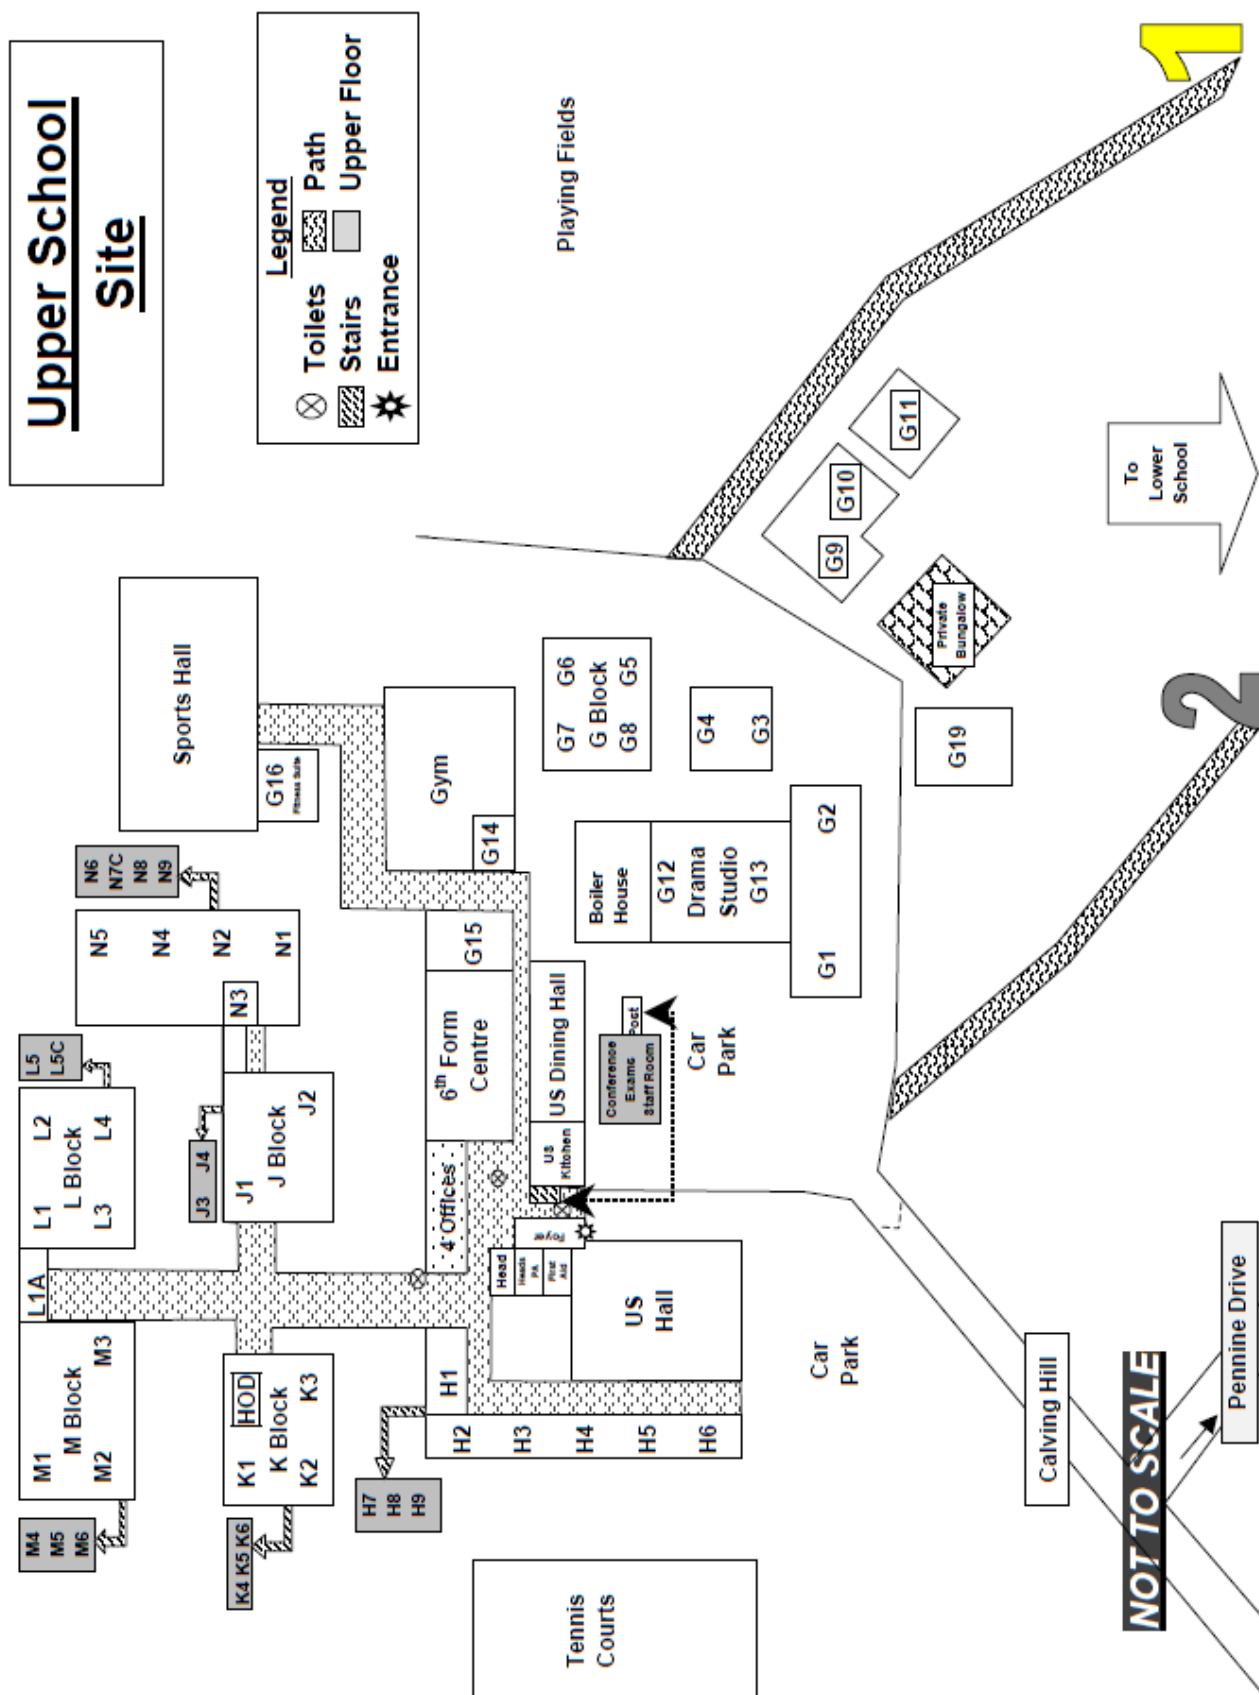 Upper School
Site
Legend
Toilets
Path
Stairs
Upper Floor
Entrance
M4
M5
M6
M1
M Block
M2
M3
L1A
L1
L2
L Block
L3
L4
L5
L5C
N6
N7C
N8
N9
N5
N4
N2
N1
N3
J3 J4
J1
J Block
J2
K4 K5 K6
K1
HOD
K Block
K2
K3
Sports Hall
G16
Fitness Suite
H7
H8
H9
H1
H2
H3
H4
H5
H6
4 Offices
6th Form
Centre
G15
Gym
G14
Playing Fields
Tennis
Courts
Head
Heads
PA
First
Aid
Foyer
US
Hall
US
Kitchen
US Dining Hall
Conference
Exams
Staff Room
Post
Boiler
House
G12
Drama
Studio
G13
G7
G6
G Block
G8
G5
G4
G3
Car
Park
Car
Park
G1
G2
G9
G10
G11
Private
Bungalow
G19
Calving Hill
NOT TO SCALE
Pennine Drive
To
Lower
School
2
1